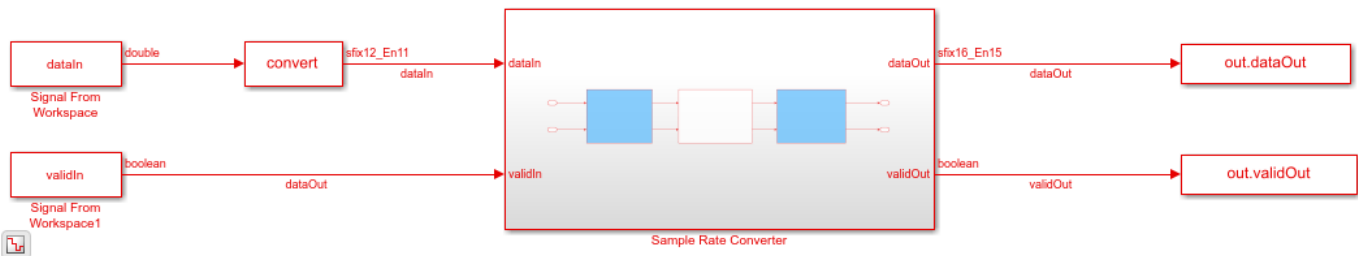 dataIn
Signal From
Workspace
double
convert
sfix12_En11
dataIn
dataIn
dataOut
sfix16_En15
dataOut
out.dataOut
validIn
Signal From
Workspace1
boolean
dataOut
validIn
validOut
boolean
validOut
out.validOut
Sample Rate Converter